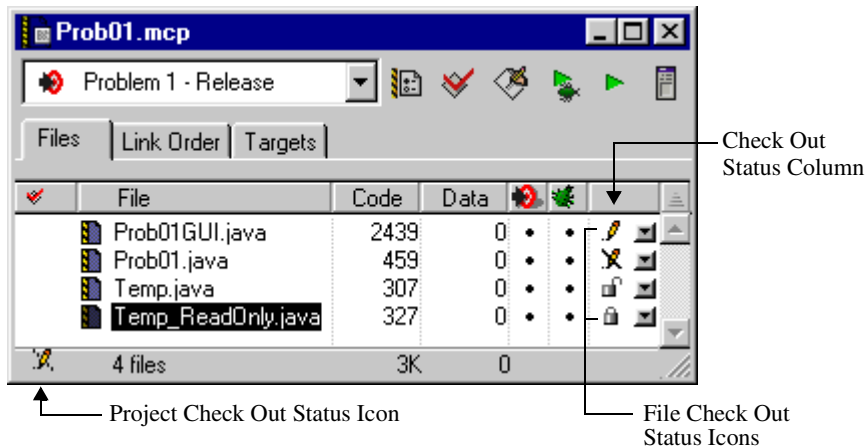 Prob01.mcp
Problem 1 - Release
Files Link Order Targets
Check Out
Status Column
File Code Data
Prob01GUI.java 2439 0
Prob01.java 459 0
Temp.java 307 0
Temp_ReadOnly.java 327 0
4 files 3K 0
Project Check Out Status Icon
File Check Out
Status Icons